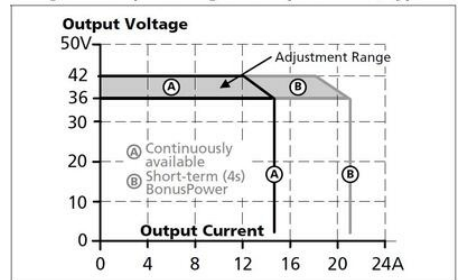 Output Voltage
50V
Adjustment Range
42
A
B
36
30
A Continuously
available
20
B Short-term (4s)
BonusPower
A
B
10
Output Current
0
0 4 8 12 16 20 24A